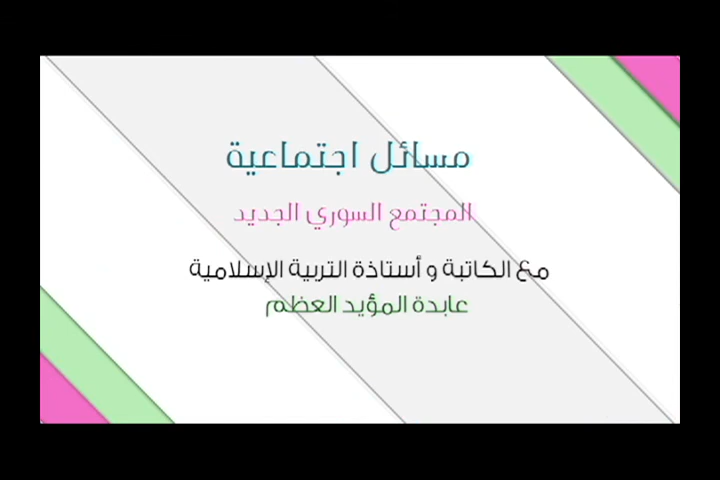 مسائل اجتماعية
المجتمع السوري الجديد
مع الكاتبة و أستاذة التربية الإسلامية
عابدة المؤيد العظم